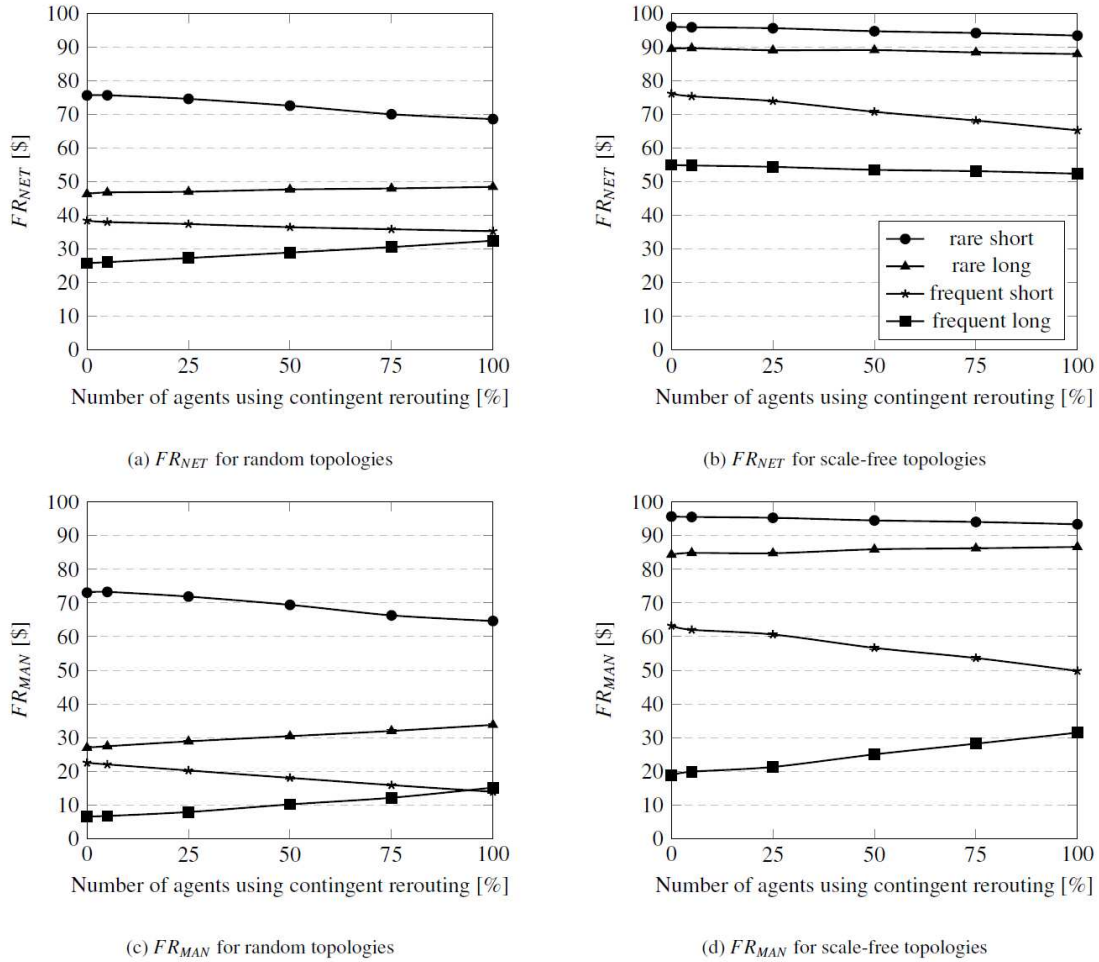 100
90
80
70
60
50
40
30
20
10
0
FR_NET [$]
0 25 50 75 100
Number of agents using contingent rerouting [%]
(a) FR_NET for random topologies
100
90
80
70
60
50
40
30
20
10
0
FR_NET [$]
rare short
rare long
frequent short
frequent long
0 25 50 75 100
Number of agents using contingent rerouting [%]
(b) FR_NET for scale-free topologies
100
90
80
70
60
50
40
30
20
10
0
FR_MAN [$]
0 25 50 75 100
Number of agents using contingent rerouting [%]
(c) FR_MAN for random topologies
100
90
80
70
60
50
40
30
20
10
0
FR_MAN [$]
0 25 50 75 100
Number of agents using contingent rerouting [%]
(d) FR_MAN for scale-free topologies